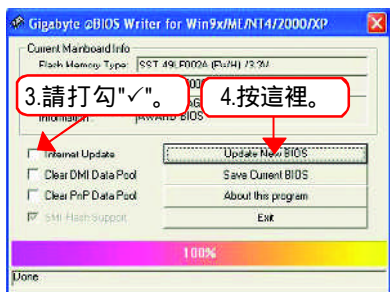 Gigabyte @BIOS Writer for Win9x/ME/NT4/2000/XP
Current Mainboard Info
Flash Memory Type: SST 49LF002A (Fw/H) /3.3V
3.請打勾"✓"。
4.按這裡。
Information : AWARD BIOS
Internet Update
Update New BIOS
Clear DMI Data Pool
Save Current BIOS
Clear PnP Data Pool
About this program
SMI Flash Support
Exit
100%
Done